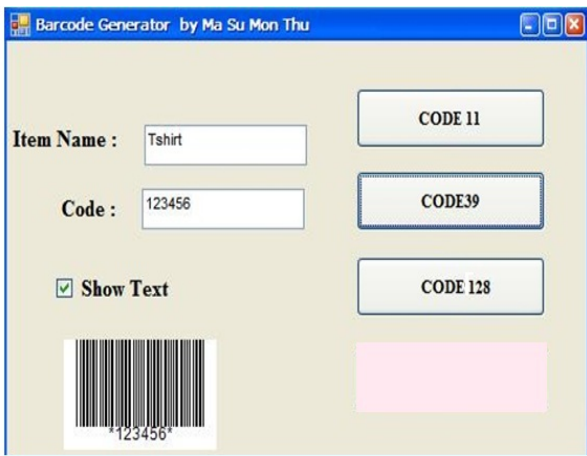 Barcode Generator by Ma Su Mon Thu
CODE 11
Item Name : Tshirt
CODE39
Code : 123456
Show Text
CODE 128
*123456*